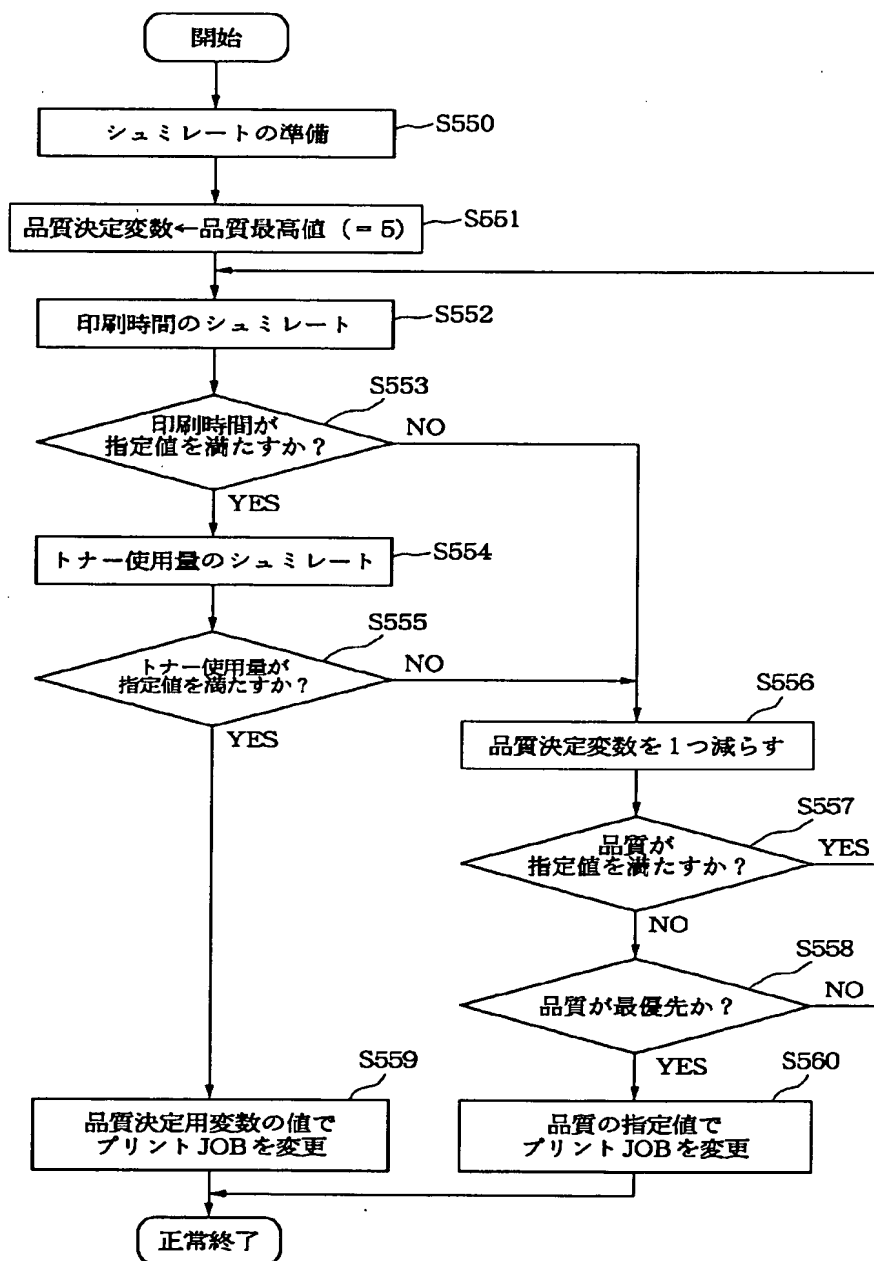 開始
シュミレートの準備
S550
品質決定変数←品質最高値（＝5）
S551
印刷時間のシュミレート
S552
S553
印刷時間が
指定値を満たすか？
NO
YES
トナー使用量のシュミレート
S554
S555
トナー使用量が
指定値を満たすか？
NO
YES
S556
品質決定変数を1つ減らす
S557
品質が
指定値を満たすか？
YES
NO
S558
品質が最優先か？
NO
YES
S559
品質決定用変数の値で
プリントJOBを変更
S560
品質の指定値で
プリントJOBを変更
正常終了